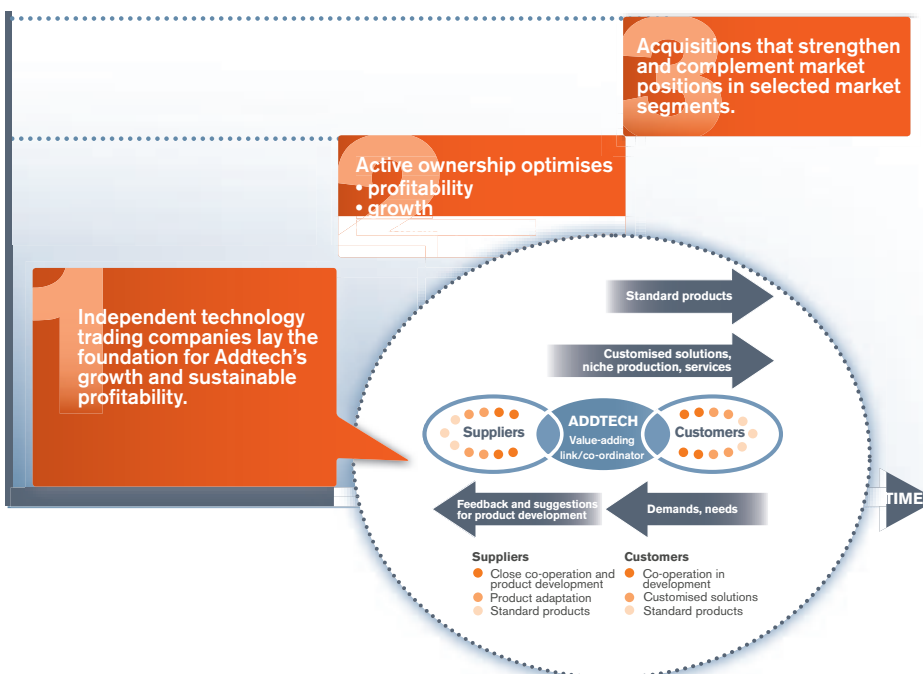 3
Acquisitions that strengthen
and complement market
positions in selected market
segments.
2
Active ownership optimises
• profitability
• growth
1
Independent technology
trading companies lay the
foundation for Addtech's
growth and sustainable
profitability.
Standard products
Customised solutions,
niche production, services
Suppliers
ADDTECH
Value-adding
link/co-ordinator
Customers
Feedback and suggestions
for product development
Demands, needs
TIME
Suppliers
Close co-operation and
product development
Product adaptation
Standard products
Customers
Co-operation in
development
Customised solutions
Standard products